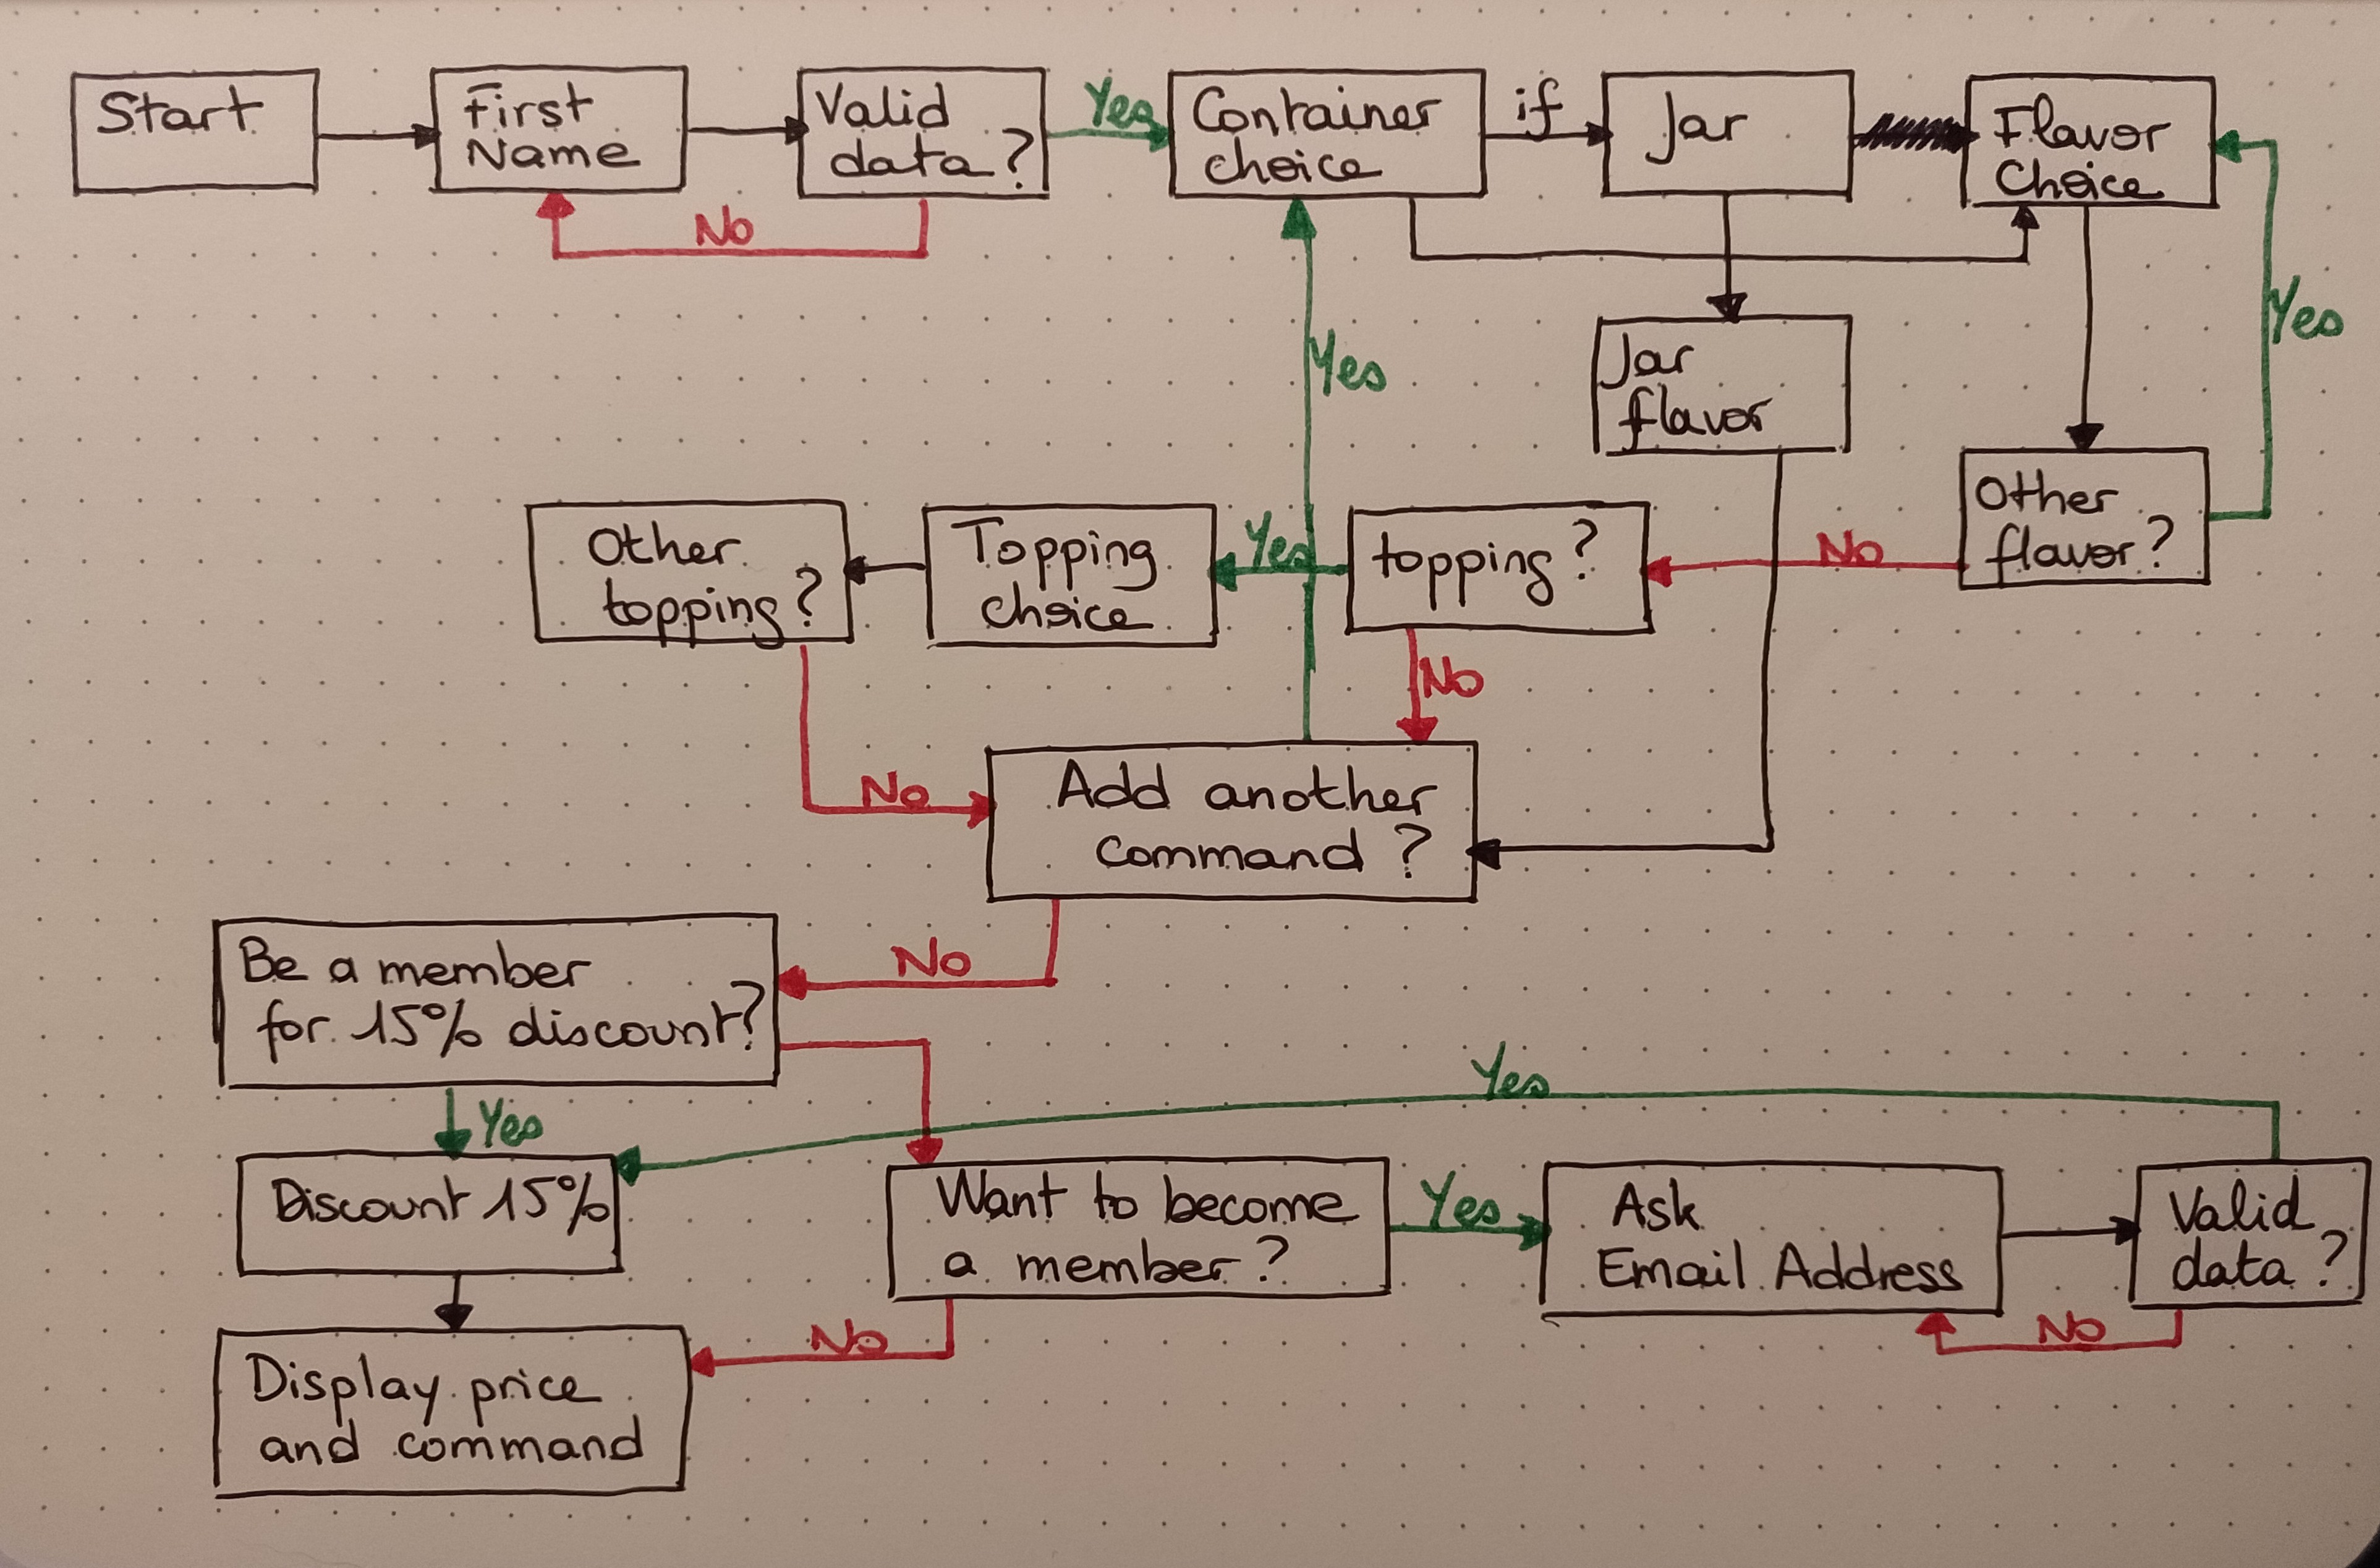 Start
First
Name
Valid
data?
Yes
Container
choice
if
Jar
Flavor
Choice
No
Yes
Yes
Jar
flavor
Other
topping?
Topping
choice
Yes
topping?
No
Other
flavor?
No
No
Add another
command?
Be a member
for 15% discount?
No
Yes
Yes
Discount 15%
Want to become
a member?
Yes
Ask
Email Address
Valid
data?
No
No
Display price
and command